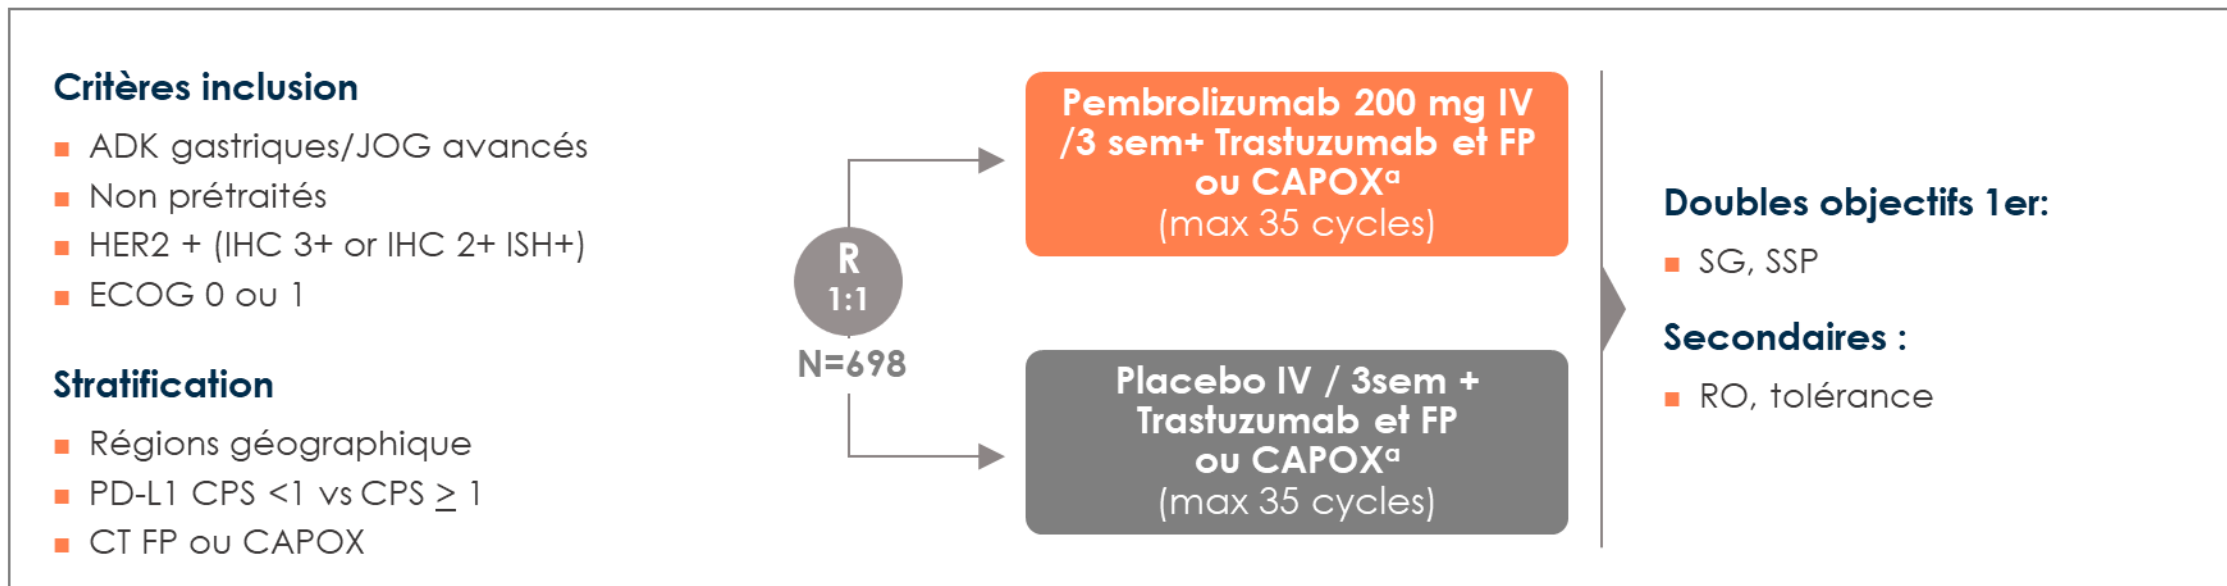 Critères inclusion
ADK gastriques/JOG avancés
Non prétraités
HER2 + (IHC 3+ or IHC 2+ ISH+)
ECOG 0 ou 1
Stratification
Régions géographique
PD-L1 CPS <1 vs CPS ≥ 1
CT FP ou CAPOX
R
1:1
N=698
Pembrolizumab 200 mg IV
/3 sem+ Trastuzumab et FP
ou CAPOXᵃ
(max 35 cycles)
Placebo IV / 3sem +
Trastuzumab et FP
ou CAPOXᵃ
(max 35 cycles)
Doubles objectifs 1er:
SG, SSP
Secondaires :
RO, tolérance